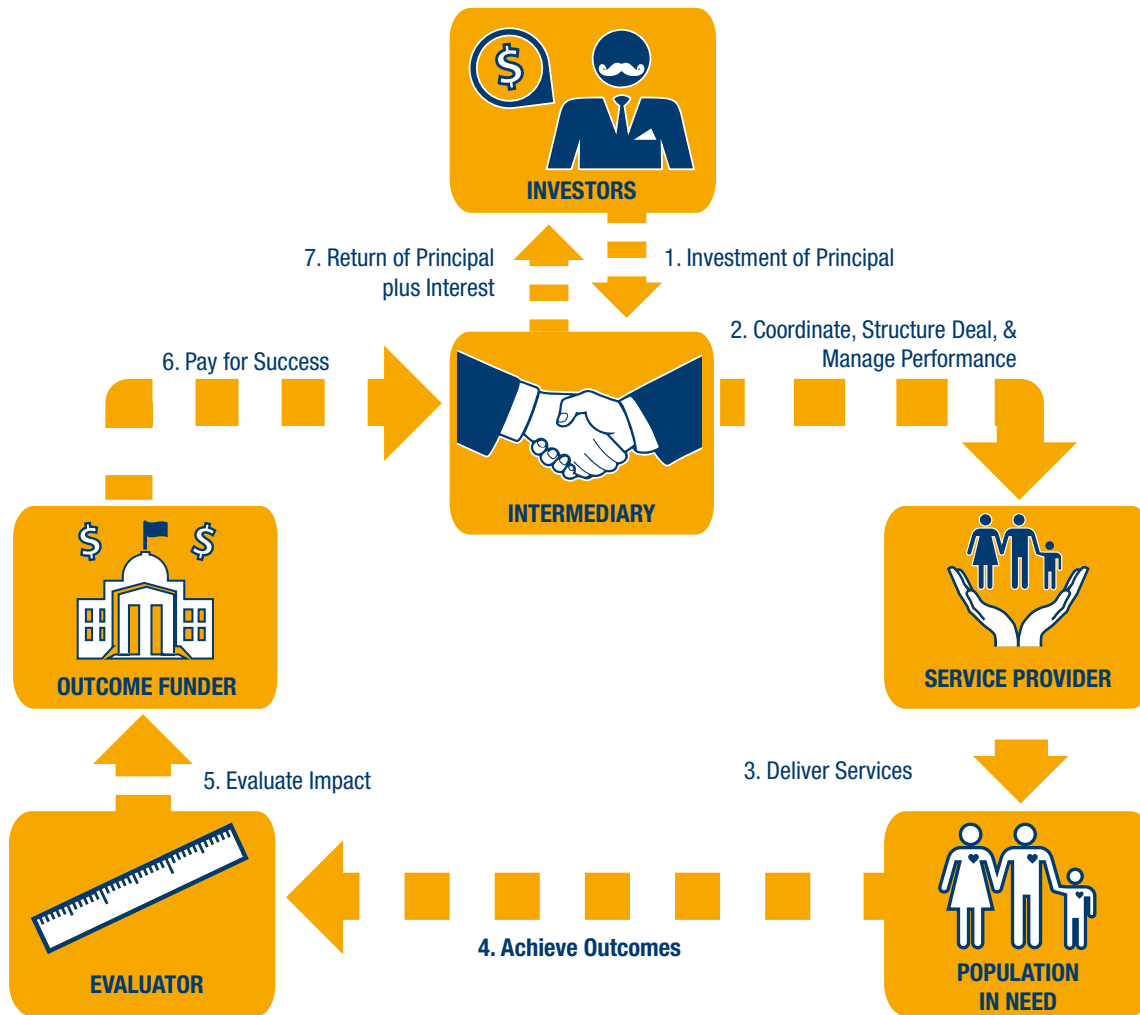 $
INVESTORS
7. Return of Principal
plus Interest
1. Investment of Principal
2. Coordinate, Structure Deal, &
Manage Performance
6. Pay for Success
INTERMEDIARY
$ $
OUTCOME FUNDER
SERVICE PROVIDER
5. Evaluate Impact
3. Deliver Services
4. Achieve Outcomes
EVALUATOR
POPULATION
IN NEED